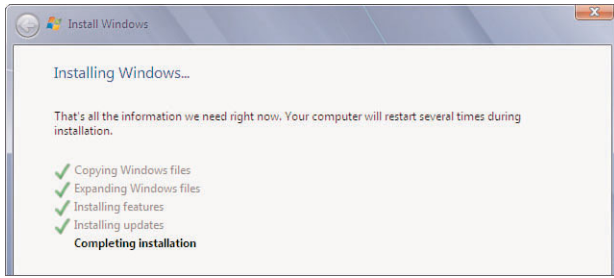 Install Windows
Installing Windows...
That's all the information we need right now. Your computer will restart several times during
installation.
Copying Windows files
Expanding Windows files
Installing features
Installing updates
Completing installation